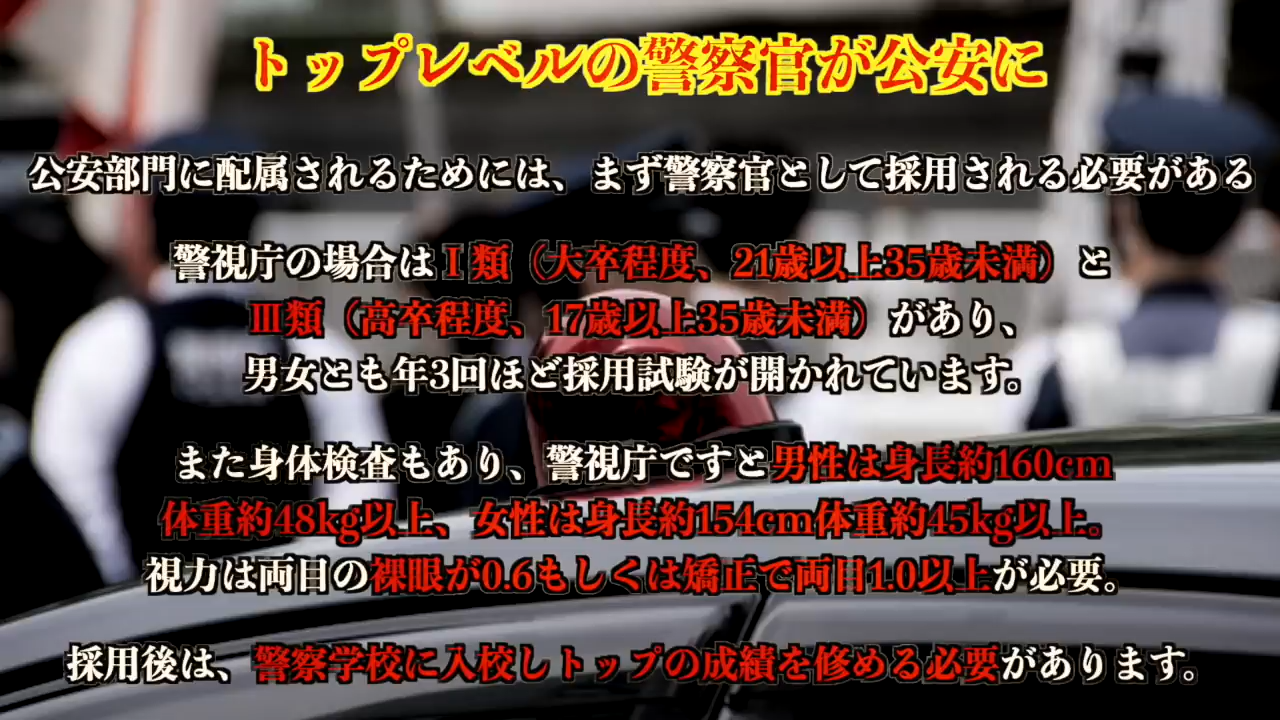 トップレベルの警察官が公安に
公安部門に配属されるためには、まず警察官として採用される必要がある
警視庁の場合はⅠ類（大卒程度、21歳以上35歳未満）と
Ⅲ類（高卒程度、17歳以上35歳未満）があり、
男女とも年3回ほど採用試験が開かれています。
また身体検査もあり、警視庁ですと男性は身長約160cm
体重約48kg以上、女性は身長約154cm体重約45kg以上。
視力は両目の裸眼が0.6もしくは矯正で両目1.0以上が必要。
採用後は、警察学校に入校しトップの成績を修める必要があります。